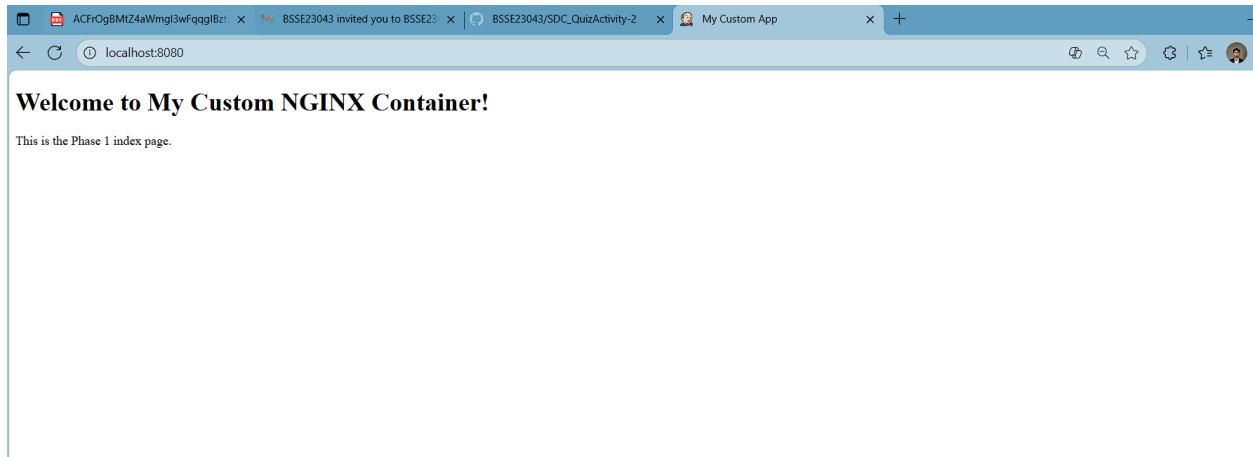 ACFrOgBMtZ4aWmgI3wFqqgIBzt
BSSE23043 invited you to BSSE23
BSSE23043/SDC_QuizActivity-2
My Custom App
localhost:8080
Welcome to My Custom NGINX Container!
This is the Phase 1 index page.